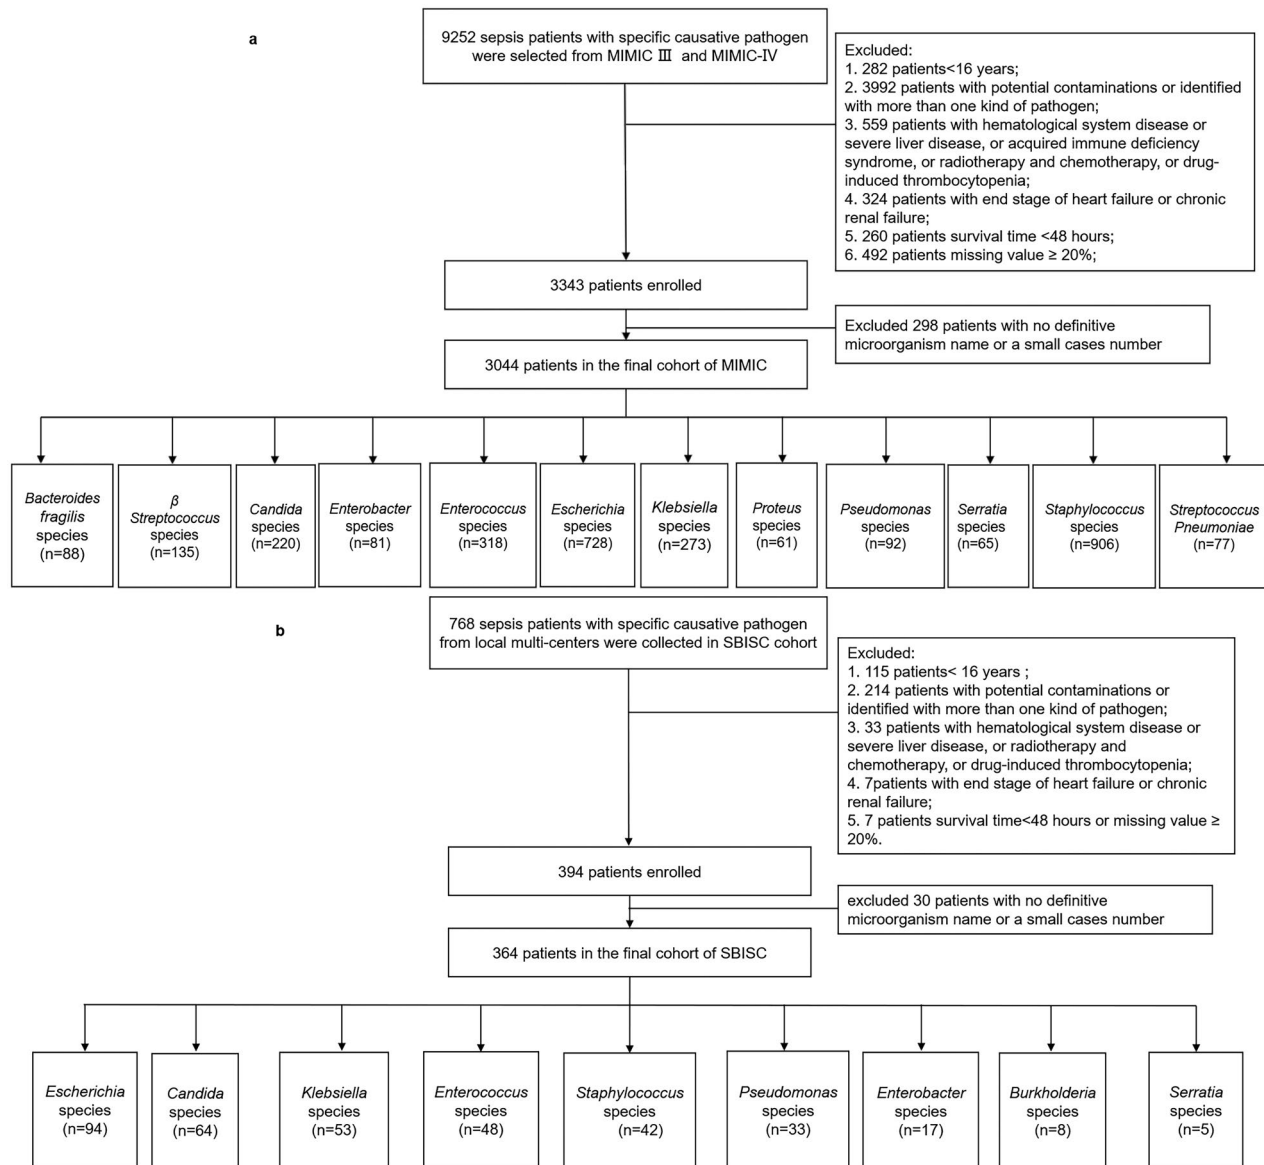 a
9252 sepsis patients with specific causative pathogen
were selected from MIMIC Ⅲ and MIMIC-Ⅳ
Excluded:
1. 282 patients<16 years;
2. 3992 patients with potential contaminations or identified
with more than one kind of pathogen;
3. 559 patients with hematological system disease or
severe liver disease, or acquired immune deficiency
syndrome, or radiotherapy and chemotherapy, or drug-
induced thrombocytopenia;
4. 324 patients with end stage of heart failure or chronic
renal failure;
5. 260 patients survival time <48 hours;
6. 492 patients missing value ≥ 20%;
3343 patients enrolled
Excluded 298 patients with no definitive
microorganism name or a small cases number
3044 patients in the final cohort of MIMIC
Bacteroides
fragilis
species
(n=88)
β
Streptococcus
species
(n=135)
Candida
species
(n=220)
Enterobacter
species
(n=81)
Enterococcus
species
(n=318)
Escherichia
species
(n=728)
Klebsiella
species
(n=273)
Proteus
species
(n=61)
Pseudomonas
species
(n=92)
Serratia
species
(n=65)
Staphylococcus
species
(n=906)
Streptococcus
Pneumoniae
(n=77)
b
768 sepsis patients with specific causative pathogen
from local multi-centers were collected in SBISC cohort
Excluded:
1. 115 patients< 16 years ;
2. 214 patients with potential contaminations or
identified with more than one kind of pathogen;
3. 33 patients with hematological system disease or
severe liver disease, or radiotherapy and
chemotherapy, or drug-induced thrombocytopenia;
4. 7patients with end stage of heart failure or chronic
renal failure;
5. 7 patients survival time<48 hours or missing value ≥
20%.
394 patients enrolled
excluded 30 patients with no definitive
microorganism name or a small cases number
364 patients in the final cohort of SBISC
Escherichia
species
(n=94)
Candida
species
(n=64)
Klebsiella
species
(n=53)
Enterococcus
species
(n=48)
Staphylococcus
species
(n=42)
Pseudomonas
species
(n=33)
Enterobacter
species
(n=17)
Burkholderia
species
(n=8)
Serratia
species
(n=5)